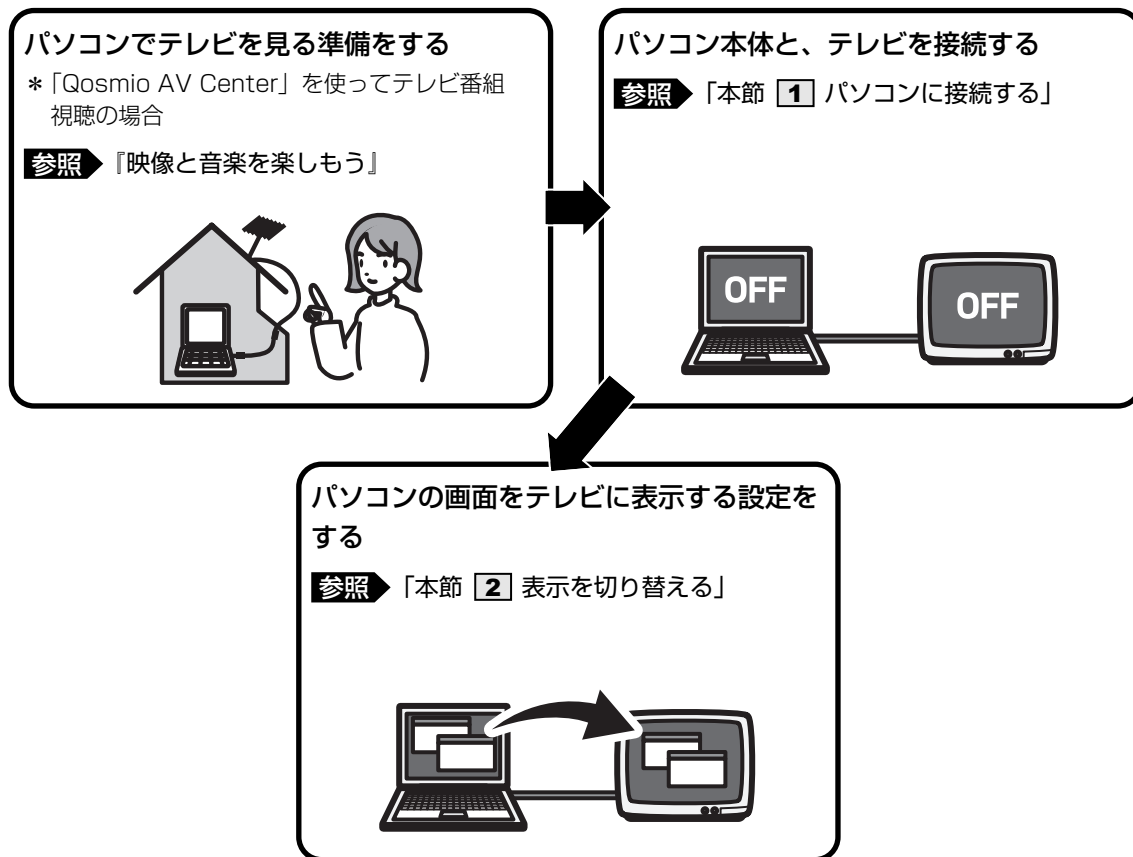 パソコンでテレビを見る準備をする
*「Qosmio AV Center」を使ってテレビ番組
視聴の場合
参照 『映像と音楽を楽しもう』
パソコン本体と、テレビを接続する
参照 「本節 1 パソコンに接続する」
OFF
OFF
パソコンの画面をテレビに表示する設定を
する
参照 「本節 2 表示を切り替える」